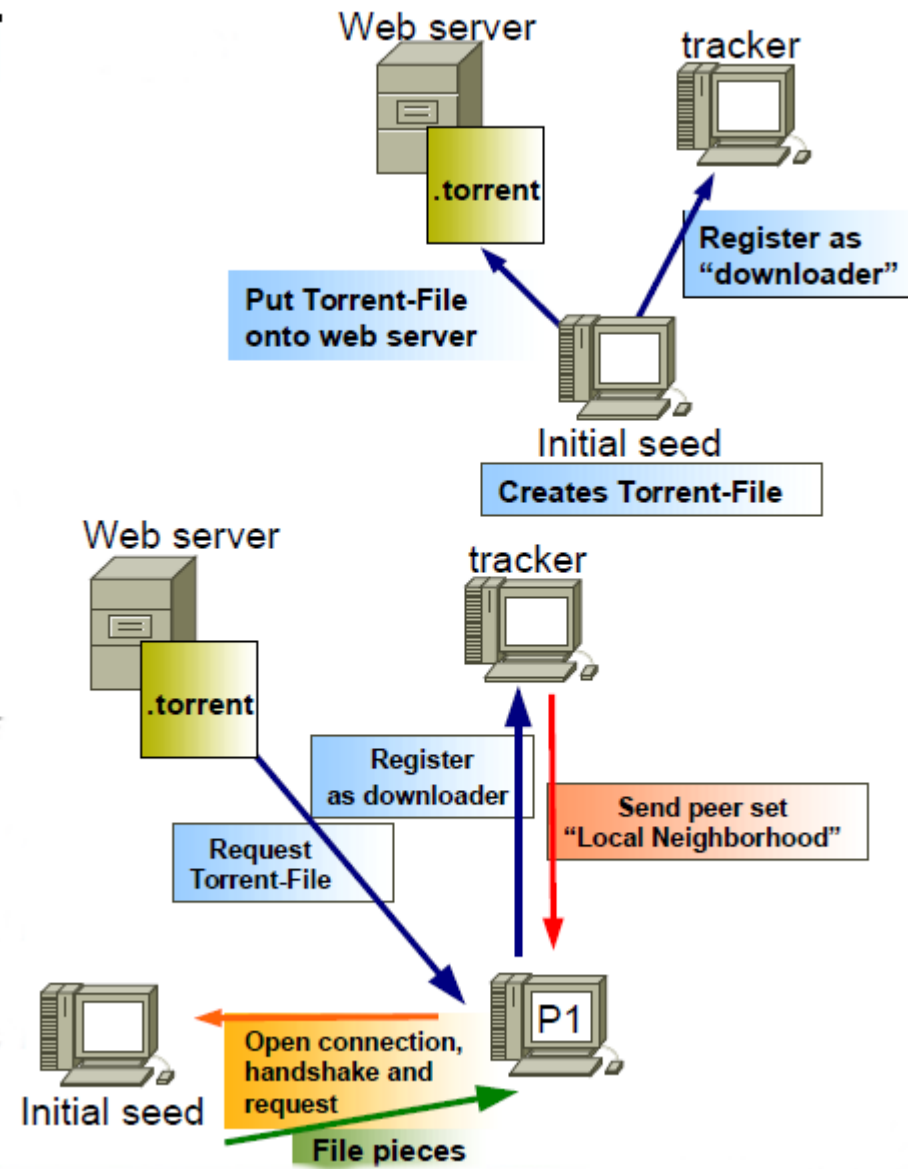 Web server
tracker
.torrent
Register as
“downloader”
Put Torrent-File
onto web server
Initial seed
Creates Torrent-File
Web server
tracker
.torrent
Register
as downloader
Send peer set
“Local Neighborhood”
Request
Torrent-File
P1
Open connection,
handshake and
request
Initial seed
File pieces